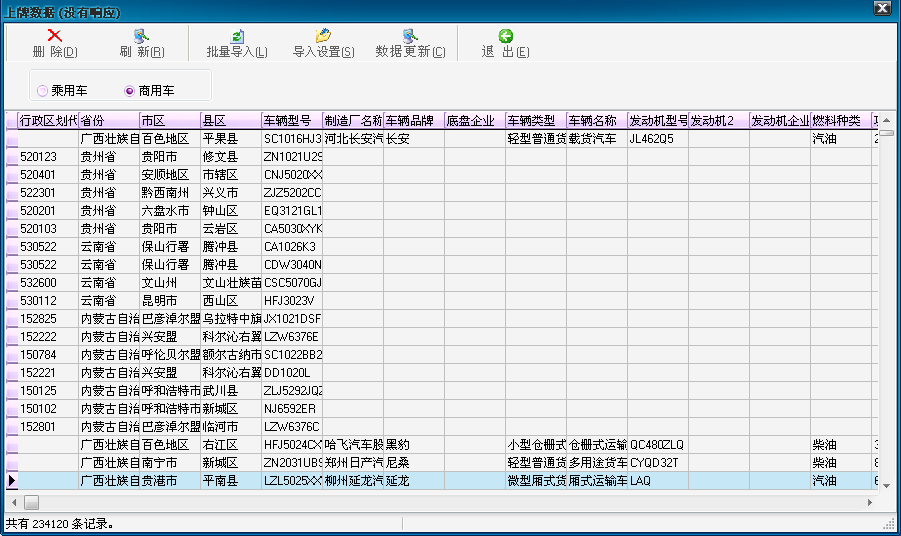 上牌数据 (没有响应)
删 除(D) 刷 新(R) 批量导入(L) 导入设置(S) 数据更新(C) 退 出(E)
乘用车 商用车
行政区划代 省份 市区 县区 车辆型号 制造厂名称 车辆品牌 底盘企业 车辆类型 车辆名称 发动机型号 发动机2 发动机企业 燃料种类
广西壮族自 百色地区 平果县 SC1016HJ3 河北长安汽 长安 轻型普通货 载货汽车 JL462Q5 汽油 2
520123 贵州省 贵阳市 修文县 ZN1021U2S
520401 贵州省 安顺地区 市辖区 CNJ5020XX
522301 贵州省 黔西南州 兴义市 ZJZ5202CC
520201 贵州省 六盘水市 钟山区 EQ3121GL1
520103 贵州省 贵阳市 云岩区 CA5030XYK
530522 云南省 保山行署 腾冲县 CA1026K3
530522 云南省 保山行署 腾冲县 CDW3040N
532600 云南省 文山州 文山壮族苗 CSC5070GJ
530112 云南省 昆明市 西山区 HFJ3023V
152825 内蒙古自治 巴彦淖尔盟 乌拉特中旗 JX1021DSF
152222 内蒙古自治 兴安盟 科尔沁右翼 LZW6376E
150784 内蒙古自治 呼伦贝尔盟 额尔古纳市 SC1022BB2
152221 内蒙古自治 兴安盟 科尔沁右翼 DD1020L
150125 内蒙古自治 呼和浩特市 武川县 ZLJ5292JQZ
150102 内蒙古自治 呼和浩特市 新城区 NJ6592ER
152801 内蒙古自治 巴彦淖尔盟 临河市 LZW6376C
广西壮族自 百色地区 右江区 HFJ5024CX 哈飞汽车股 黑豹 小型仓栅式 仓栅式运输 QC480ZLQ 柴油 3
广西壮族自 南宁市 新城区 ZN2031UBS 郑州日产汽 尼桑 轻型普通货 多用途货车 CYQD32T 柴油 8
广西壮族自 贵港市 平南县 LZL5025XX 柳州延龙汽 延龙 微型厢式货 厢式运输车 LAQ 汽油 6
共有 234120 条记录。